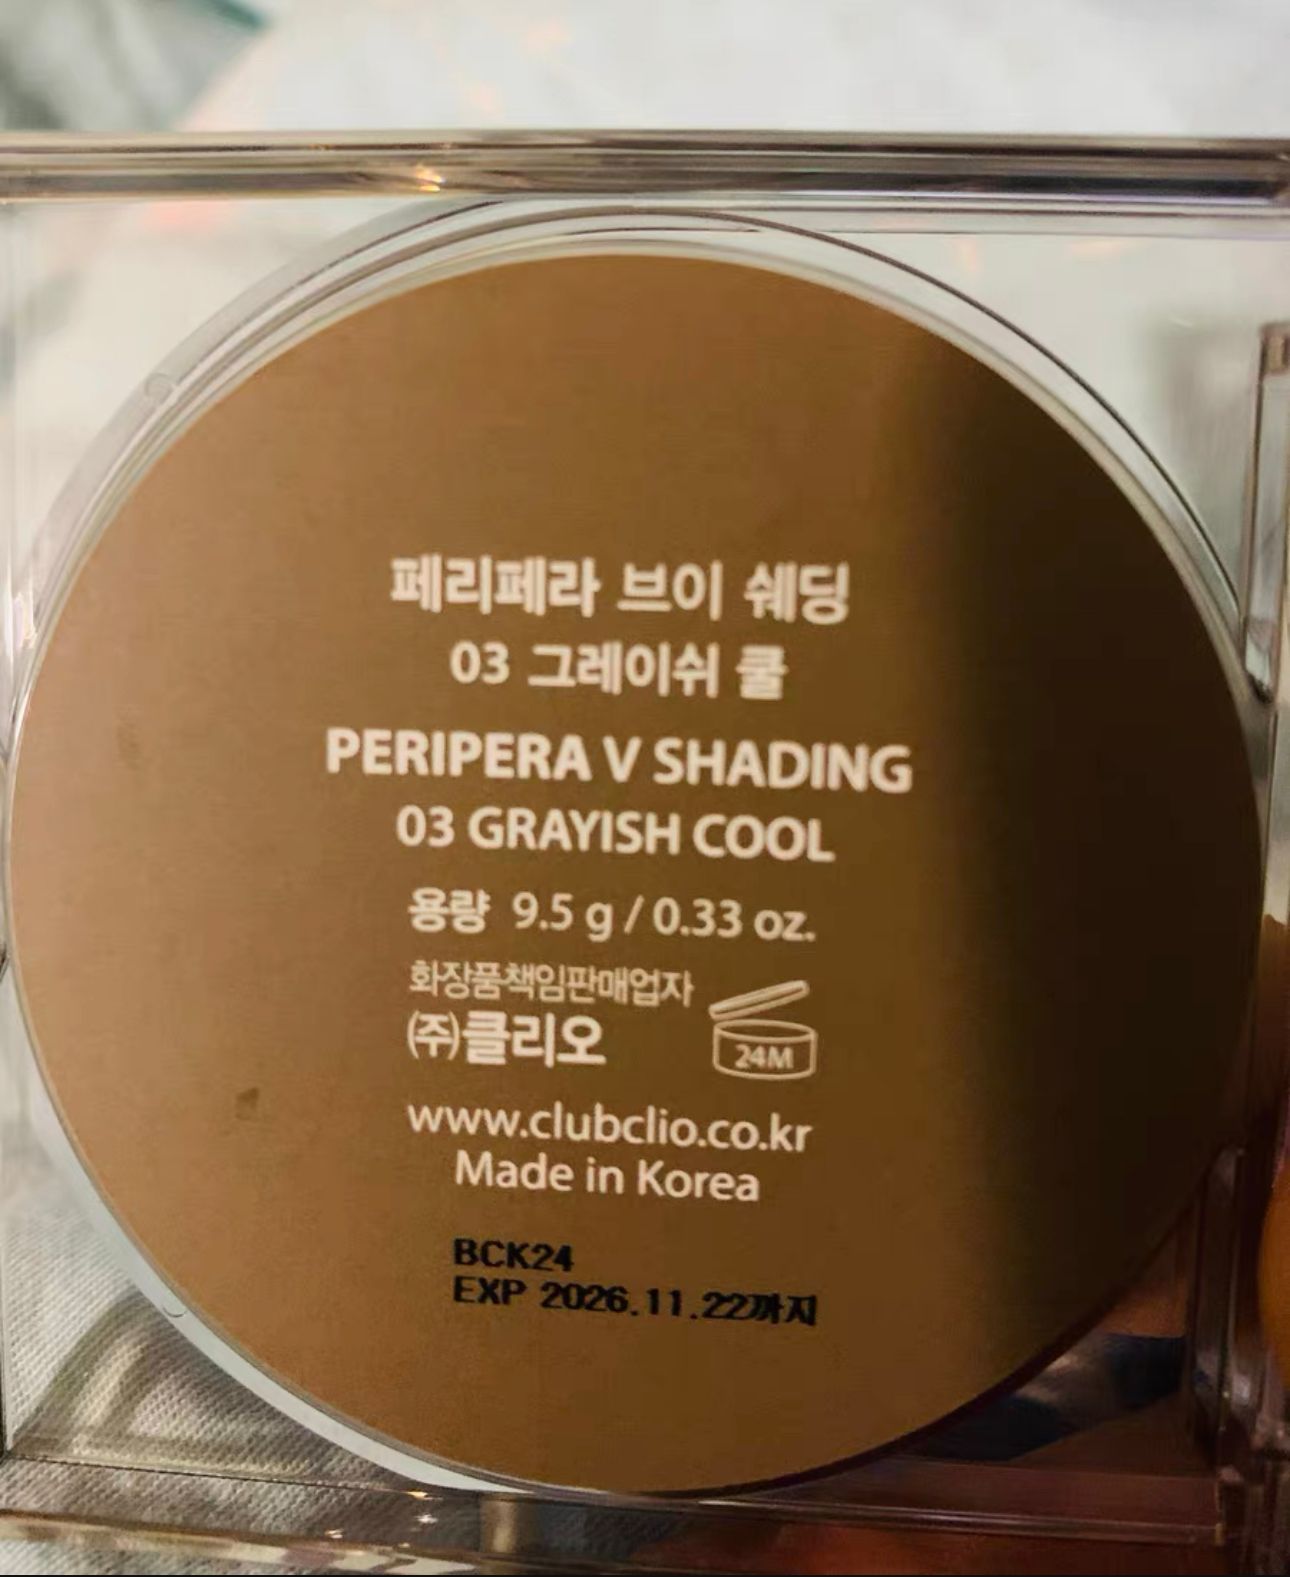 페리페라 브이 쉐딩
03 그레이쉬 쿨
PERIPERA V SHADING
03 GRAYISH COOL
용량 9.5 g / 0.33 oz.
화장품책임판매업자
㈜클리오
24M
www.clubclio.co.kr
Made in Korea
BCK24
EXP 2026.11.22까지